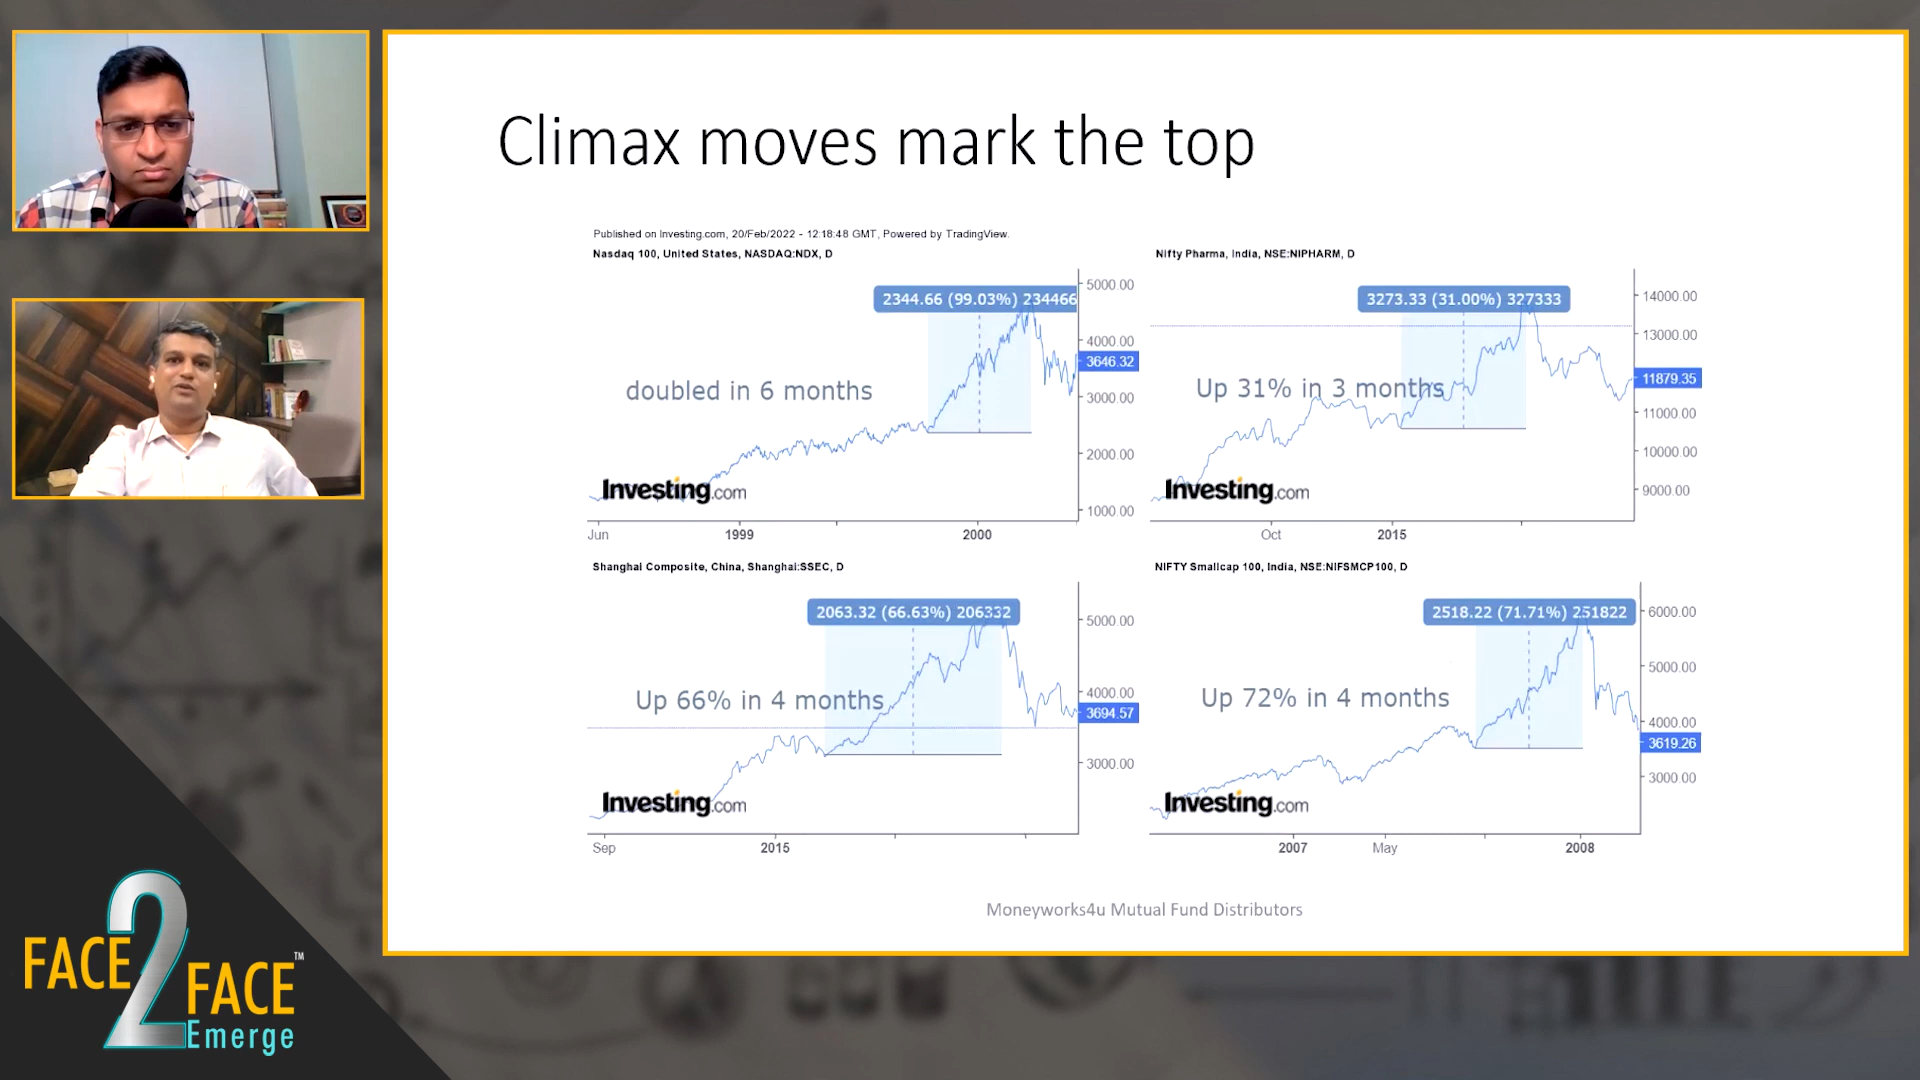 Climax moves mark the top
Published on Investing.com, 20/Feb/2022 - 12:18:48 GMT, Powered by TradingView.
Nasdaq 100, United States, NASDAQ:NDX, D
2344.66 (99.03%) 234466
5000.00
4000.00
3646.32
3000.00
2000.00
1000.00
doubled in 6 months
Investing.com
Jun
1999
2000
Nifty Pharma, India, NSE:NIPHARM, D
3273.33 (31.00%) 327333
14000.00
13000.00
11879.35
11000.00
10000.00
9000.00
Up 31% in 3 months
Investing.com
Oct
2015
Shanghai Composite, China, Shanghai:SSEC, D
2063.32 (66.63%) 206332
5000.00
4000.00
3694.57
3000.00
Up 66% in 4 months
Investing.com
Sep
2015
NIFTY Smallcap 100, India, NSE:NIFSMCP100, D
2518.22 (71.71%) 251822
6000.00
5000.00
4000.00
3619.26
3000.00
Up 72% in 4 months
Investing.com
2007
May
2008
Moneyworks4u Mutual Fund Distributors
FACE 2 FACE™
Emerge